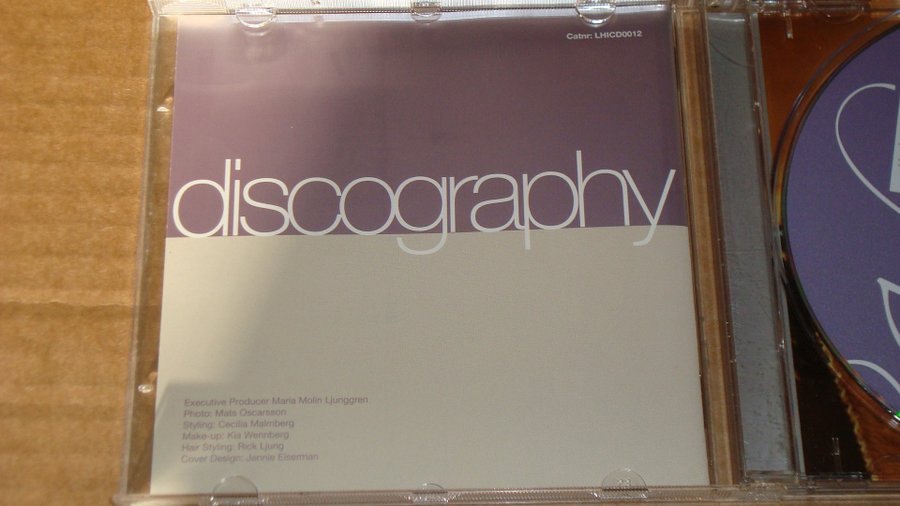 Catnr: LHICD0012
discography
Executive Producer Maria Molin Ljunggren
Photo: Mats Oscarsson
Styling: Cecilia Malmberg
Make-up: Kia Wennberg
Hair Styling: Rick Ljung
Cover Design: Jennie Eiserman